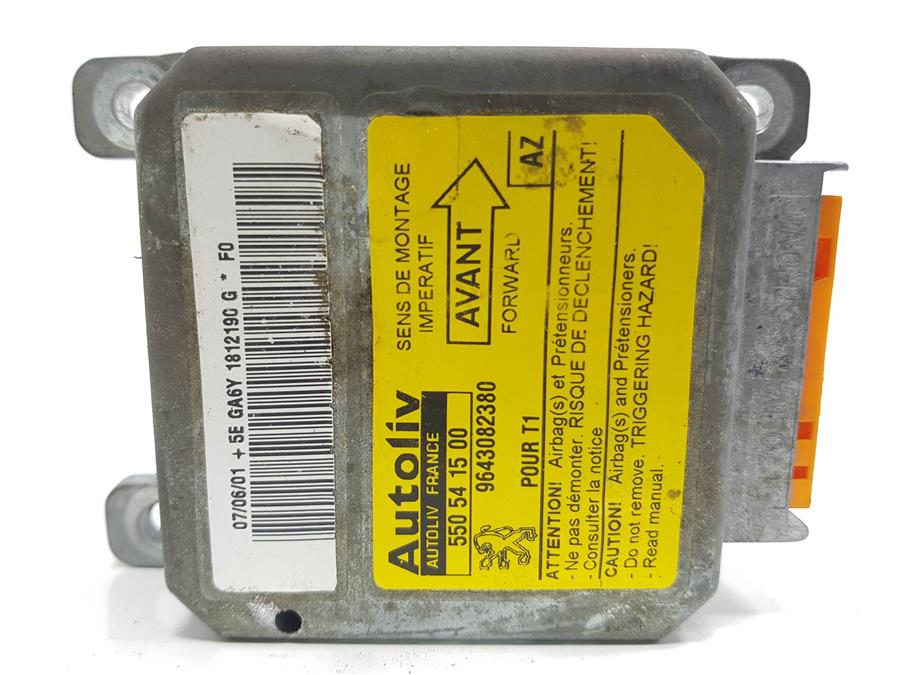 07/06/01 + 5E GA6Y 1812190 G * F0
Autoliv
AUTOLIV FRANCE
550 54 15 00
9643082380
POUR T1
SENS DE MONTAGE
IMPERATIF
AVANT
FORWARD
AZ
ATTENTION! Airbag(s) et Prétensionneurs.
- Ne pas démonter. RISQUE DE DECLENCHEMENT!
- Consulter la notice
CAUTION! Airbag(s) and Prétensioners.
- Do not remove. TRIGGERING HAZARD!
- Read manual.